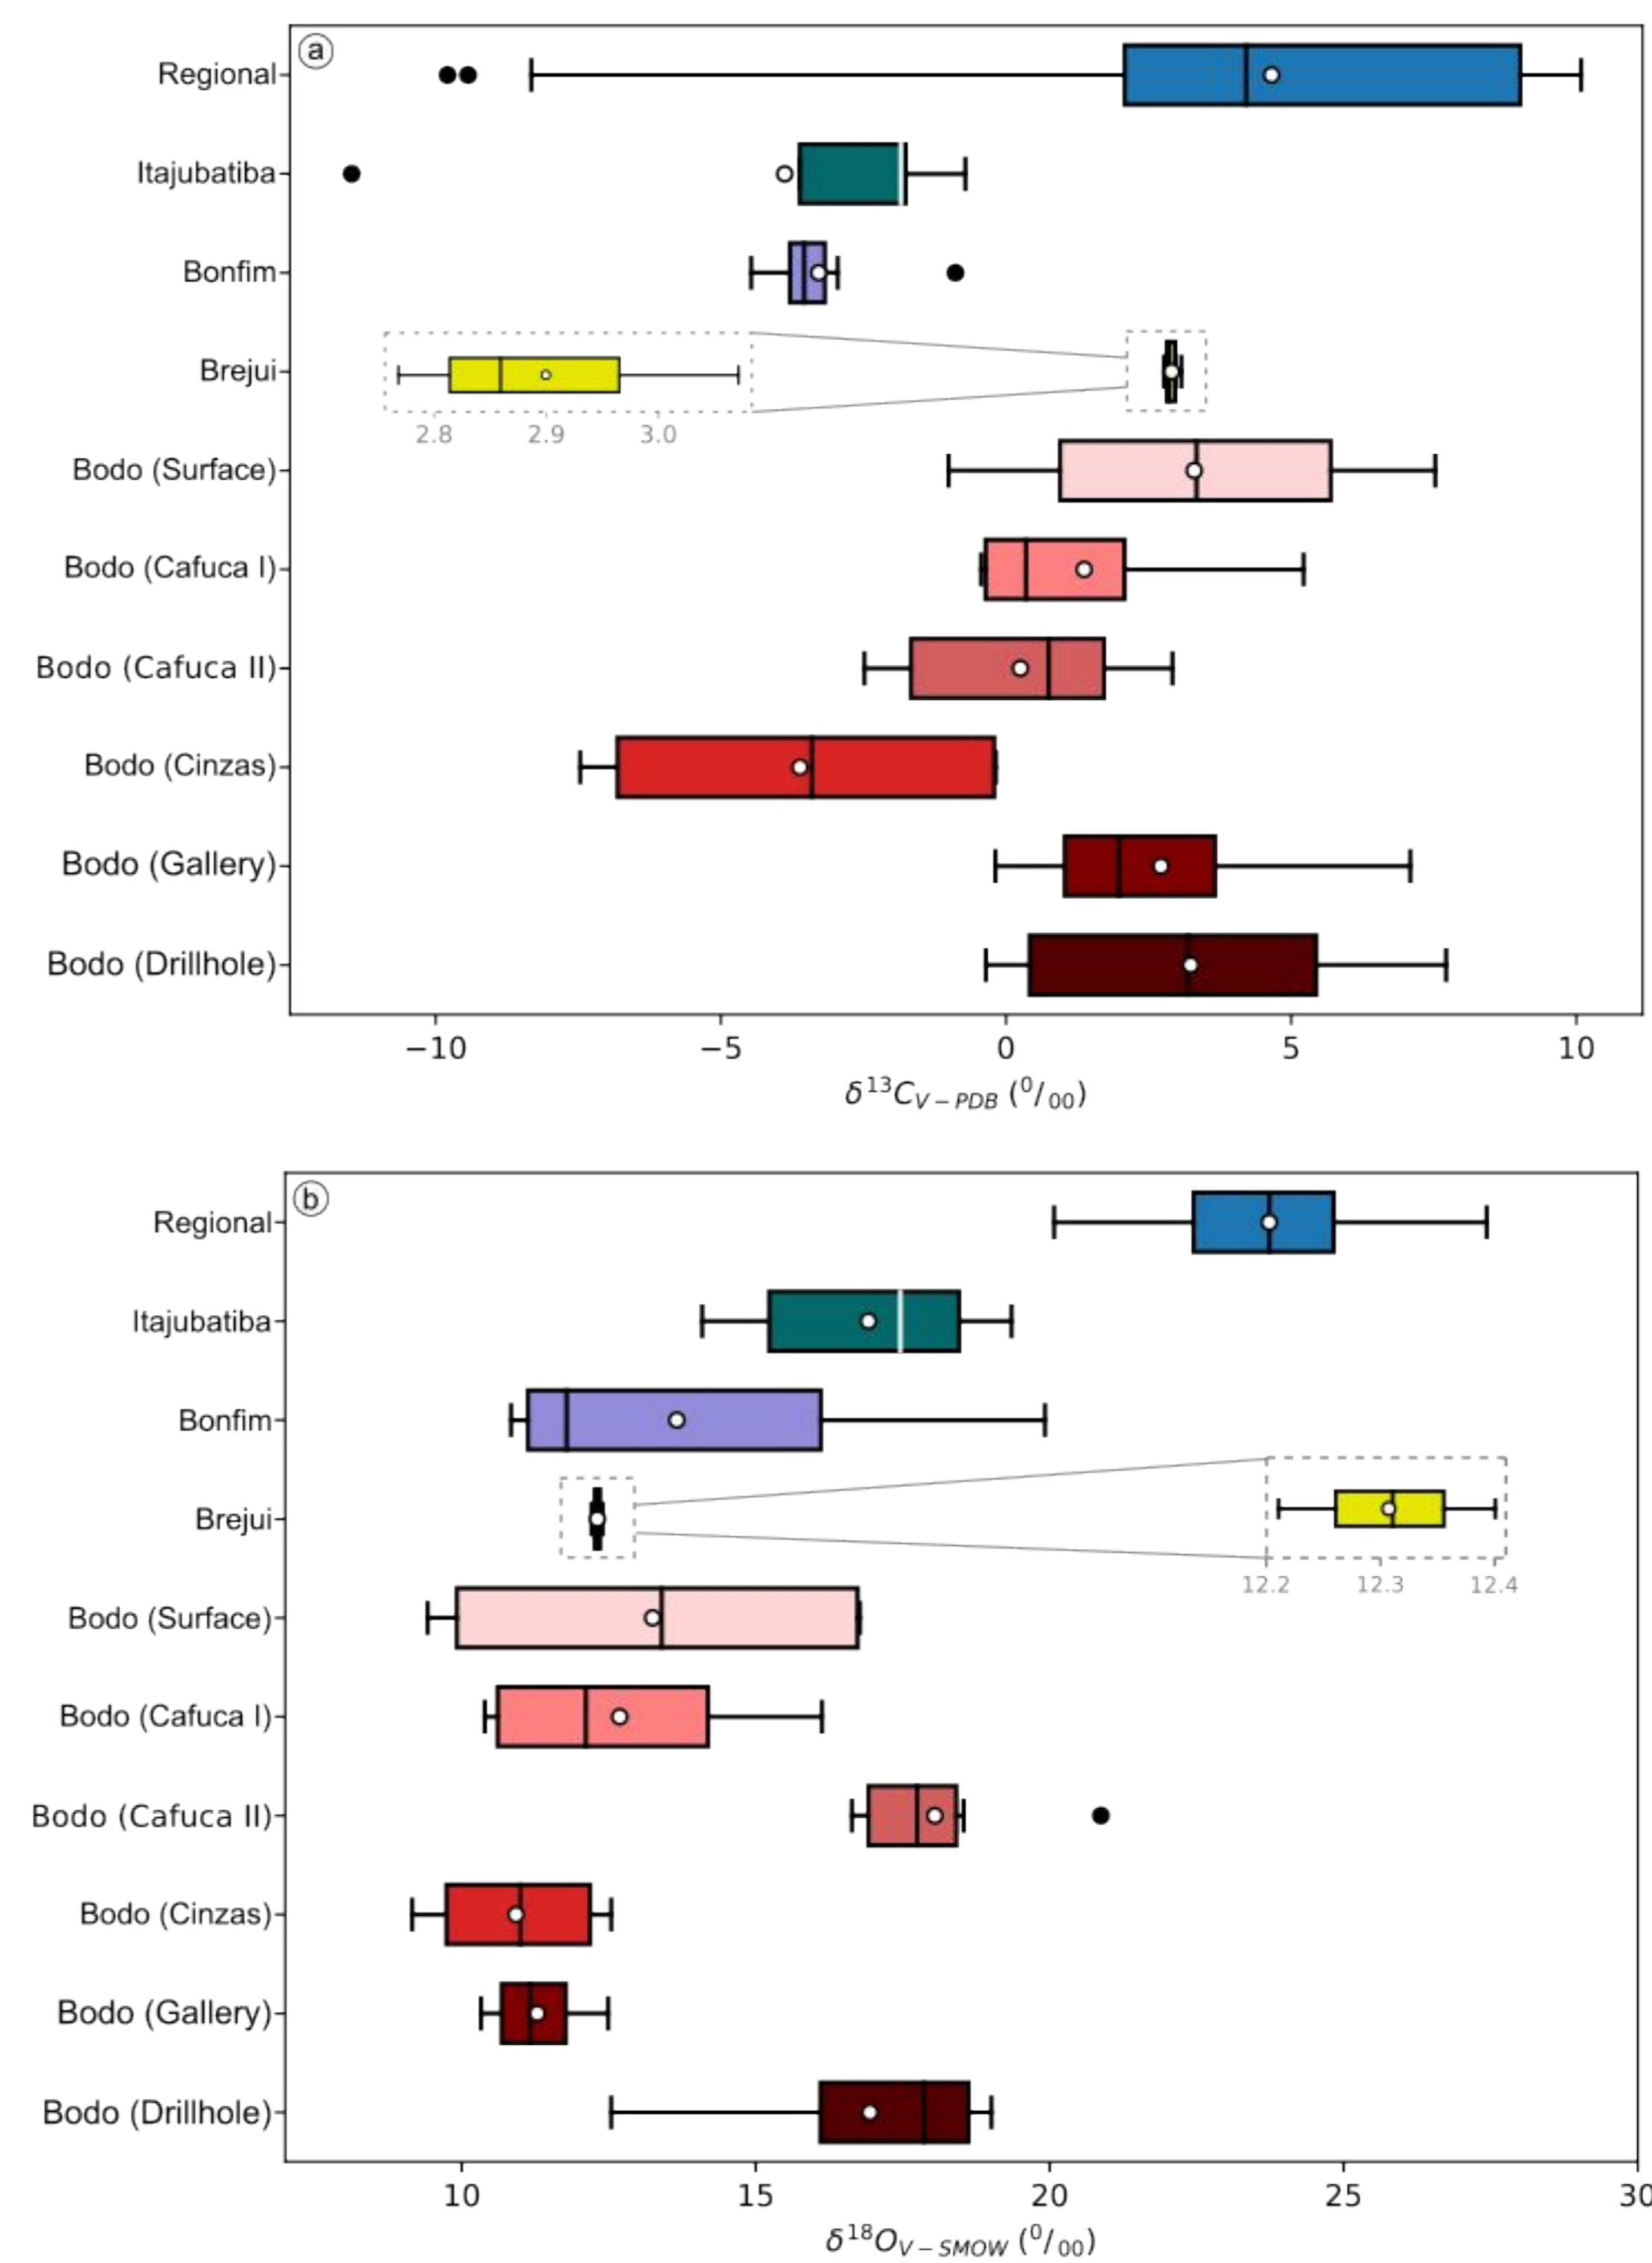 a
Regional
Itajubatiba
Bonfim
Brejui
2.8 2.9 3.0
Bodo (Surface)
Bodo (Cafuca I)
Bodo (Cafuca II)
Bodo (Cinzas)
Bodo (Gallery)
Bodo (Drillhole)
−10 −5 0 5 10
δ¹³C_V−PDB (⁰/₀₀)
b
Regional
Itajubatiba
Bonfim
Brejui
12.2 12.3 12.4
Bodo (Surface)
Bodo (Cafuca I)
Bodo (Cafuca II)
Bodo (Cinzas)
Bodo (Gallery)
Bodo (Drillhole)
10 15 20 25 30
δ¹⁸O_V−SMOW (⁰/₀₀)